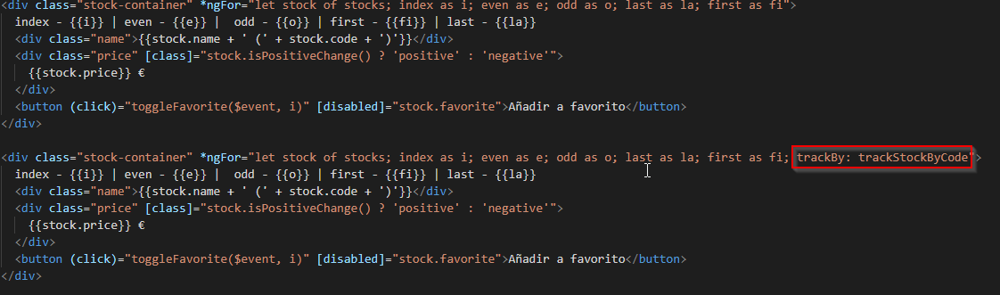 <div class="stock-container" *ngFor="let stock of stocks; index as i; even as e; odd as o; last as la; first as fi">
index - {{i}} | even - {{e}} |  odd - {{o}} | first - {{fi}} | last - {{la}}
<div class="name">{{stock.name + ' (' + stock.code + ')'}}</div>
<div class="price" [class]="stock.isPositiveChange() ? 'positive' : 'negative'">
{{stock.price}} €
</div>
<button (click)="toggleFavorite($event, i)" [disabled]="stock.favorite">Añadir a favorito</button>
</div>
<div class="stock-container" *ngFor="let stock of stocks; index as i; even as e; odd as o; last as la; first as fi; trackBy: trackStockByCode">
index - {{i}} | even - {{e}} |  odd - {{o}} | first - {{fi}} | last - {{la}}
<div class="name">{{stock.name + ' (' + stock.code + ')'}}</div>
<div class="price" [class]="stock.isPositiveChange() ? 'positive' : 'negative'">
{{stock.price}} €
</div>
<button (click)="toggleFavorite($event, i)" [disabled]="stock.favorite">Añadir a favorito</button>
</div>